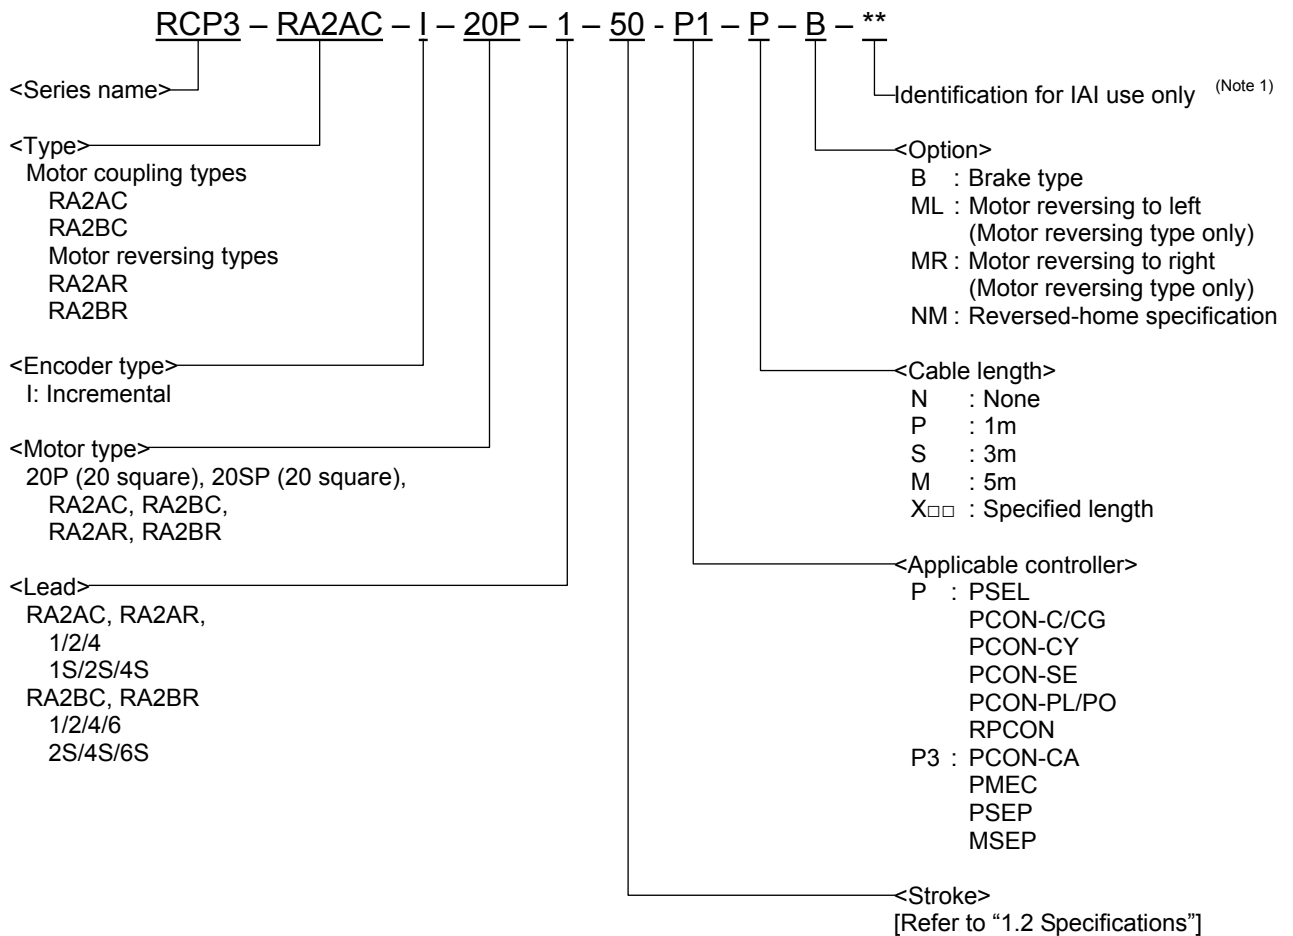 RCP3 – RA2AC – I – 20P – 1 – 50 - P1 – P – B – **
<Series name>
<Type>
Motor coupling types
RA2AC
RA2BC
Motor reversing types
RA2AR
RA2BR
<Encoder type>
I: Incremental
<Motor type>
20P (20 square), 20SP (20 square),
RA2AC, RA2BC,
RA2AR, RA2BR
<Lead>
RA2AC, RA2AR,
1/2/4
1S/2S/4S
RA2BC, RA2BR
1/2/4/6
2S/4S/6S
Identification for IAI use only (Note 1)
<Option>
B : Brake type
ML : Motor reversing to left
(Motor reversing type only)
MR : Motor reversing to right
(Motor reversing type only)
NM : Reversed-home specification
<Cable length>
N : None
P : 1m
S : 3m
M : 5m
X□□ : Specified length
<Applicable controller>
P : PSEL
PCON-C/CG
PCON-CY
PCON-SE
PCON-PL/PO
RPCON
P3 : PCON-CA
PMEC
PSEP
MSEP
<Stroke>
[Refer to “1.2 Specifications”]